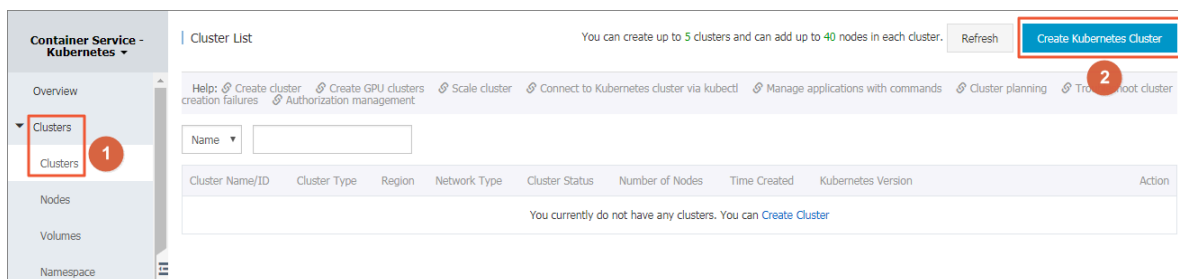 Container Service -
Kubernetes
Cluster List
You can create up to 5 clusters and can add up to 40 nodes in each cluster.
Refresh
Create Kubernetes Cluster
2
Overview
Help: Create cluster Create GPU clusters Scale cluster Connect to Kubernetes cluster via kubectl Manage applications with commands Cluster planning cluster
creation failures Authorization management
Clusters
1
Clusters
Name
Cluster Name/ID Cluster Type Region Network Type Cluster Status Number of Nodes Time Created Kubernetes Version Action
You currently do not have any clusters. You can Create Cluster
Nodes
Volumes
Namespace